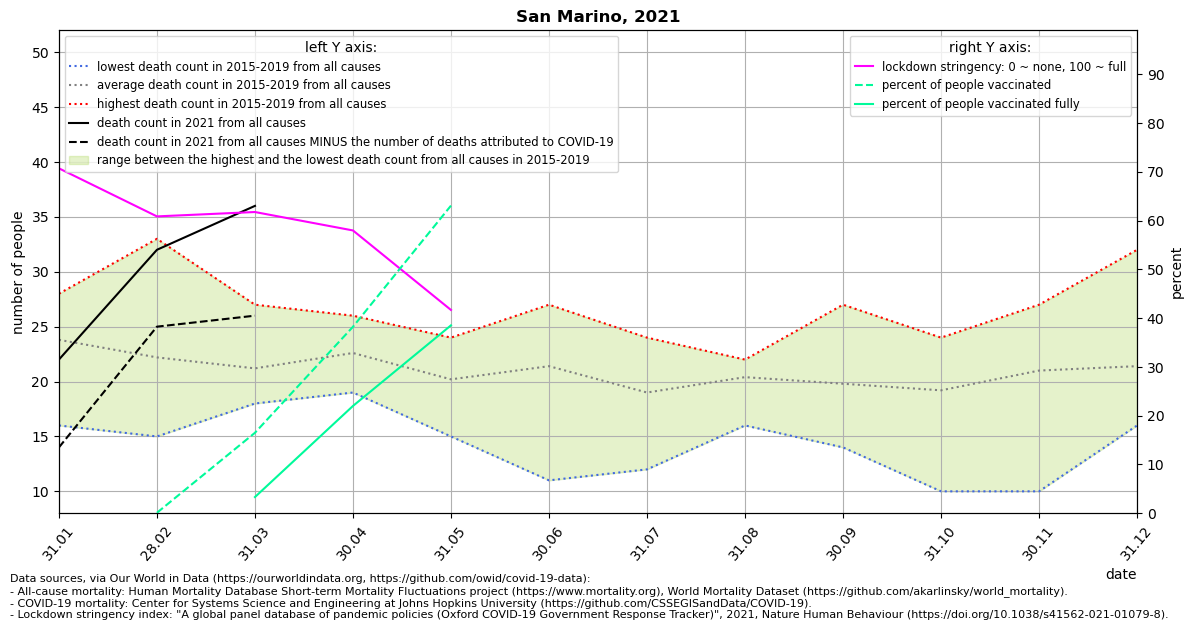 San Marino, 2021
left Y axis:
lowest death count in 2015-2019 from all causes
average death count in 2015-2019 from all causes
highest death count in 2015-2019 from all causes
death count in 2021 from all causes
death count in 2021 from all causes MINUS the number of deaths attributed to COVID-19
range between the highest and the lowest death count from all causes in 2015-2019
right Y axis:
lockdown stringency: 0 ~ none, 100 ~ full
percent of people vaccinated
percent of people vaccinated fully
number of people
50
45
40
35
30
25
20
15
10
percent
90
80
70
60
50
40
30
20
10
0
31.01
28.02
31.03
30.04
31.05
30.06
31.07
31.08
30.09
31.10
30.11
31.12
date
Data sources, via Our World in Data (https://ourworldindata.org, https://github.com/owid/covid-19-data):
- All-cause mortality: Human Mortality Database Short-term Mortality Fluctuations project (https://www.mortality.org), World Mortality Dataset (https://github.com/akarlinsky/world_mortality).
- COVID-19 mortality: Center for Systems Science and Engineering at Johns Hopkins University (https://github.com/CSSEGISandData/COVID-19).
- Lockdown stringency index: "A global panel database of pandemic policies (Oxford COVID-19 Government Response Tracker)", 2021, Nature Human Behaviour (https://doi.org/10.1038/s41562-021-01079-8).